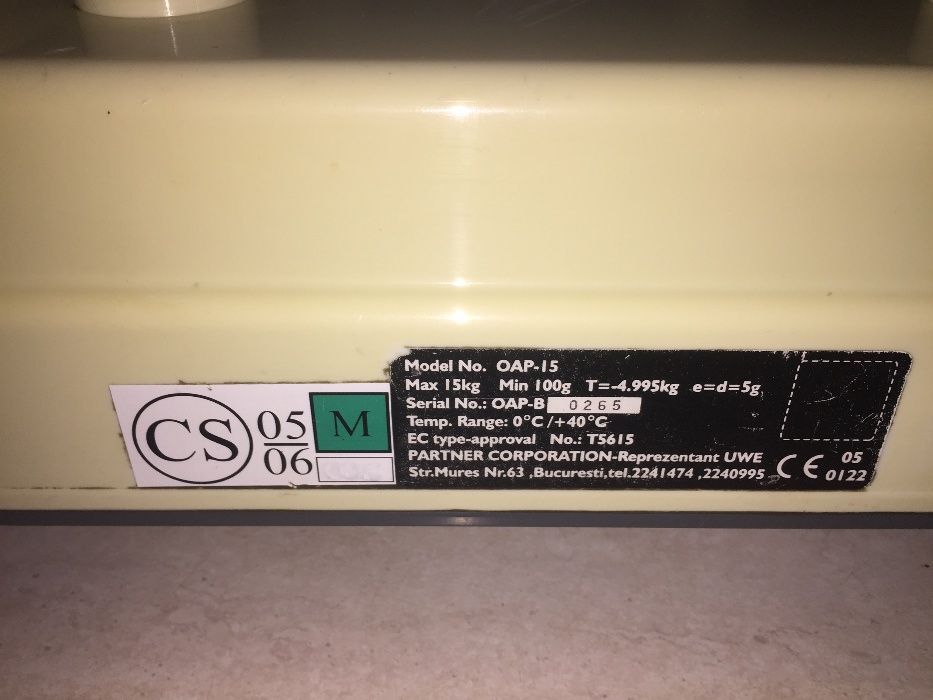 CS
05
06
M
Model No. OAP-15
Max 15kg Min 100g T=-4.995kg e=d=5g
Serial No.: OAP-B 0265
Temp. Range: 0°C/+40°C
EC type-approval No.: T5615
PARTNER CORPORATION-Reprezentant UWE
Str.Mures Nr.63 ,Bucuresti,tel.2241474 ,2240995
CE 05
0122